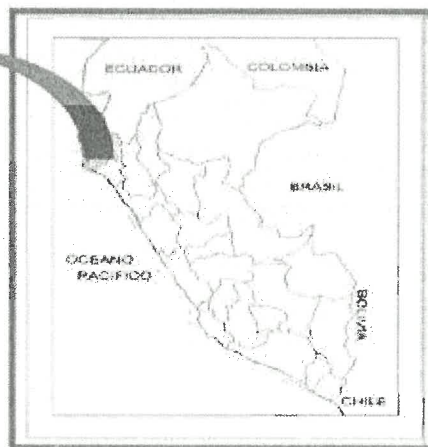 ECUADOR
COLOMBIA
BRASIL
OCEANO
PACIFICO
BOLIVIA
CHILE